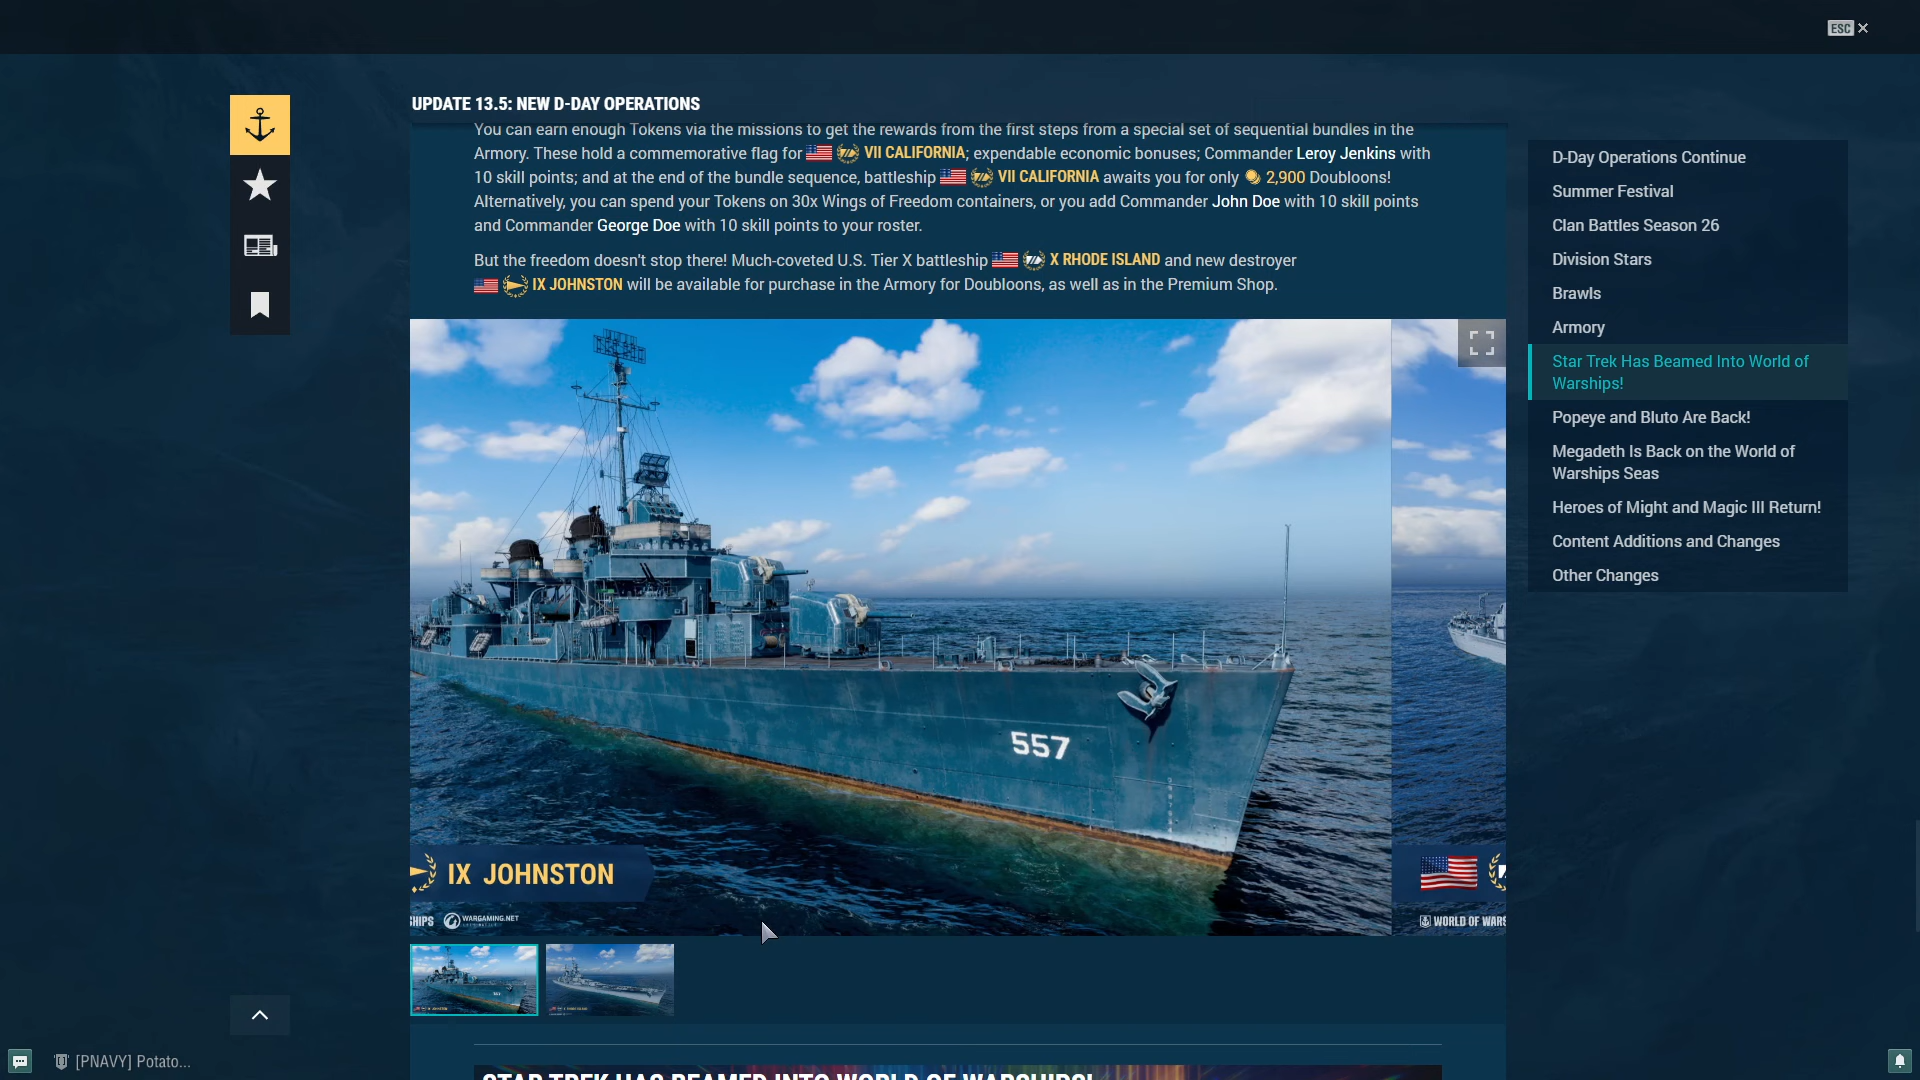 ESC
UPDATE 13.5: NEW D-DAY OPERATIONS
You can earn enough Tokens via the missions to get the rewards from the first steps from a special set of sequential bundles in the
Armory. These hold a commemorative flag for VII CALIFORNIA; expendable economic bonuses; Commander Leroy Jenkins with
10 skill points; and at the end of the bundle sequence, battleship VII CALIFORNIA awaits you for only 2,900 Doubloons!
Alternatively, you can spend your Tokens on 30x Wings of Freedom containers, or you add Commander John Doe with 10 skill points
and Commander George Doe with 10 skill points to your roster.
But the freedom doesn't stop there! Much-coveted U.S. Tier X battleship X RHODE ISLAND and new destroyer
IX JOHNSTON will be available for purchase in the Armory for Doubloons, as well as in the Premium Shop.
557
IX JOHNSTON
SHIPS WARGAMING.NET
WORLD OF WARS
STAR TREK HAS BEAMED INTO WORLD OF WARSHIPS!
D-Day Operations Continue
Summer Festival
Clan Battles Season 26
Division Stars
Brawls
Armory
Star Trek Has Beamed Into World of
Warships!
Popeye and Bluto Are Back!
Megadeth Is Back on the World of
Warships Seas
Heroes of Might and Magic III Return!
Content Additions and Changes
Other Changes
[PNAVY] Potato...